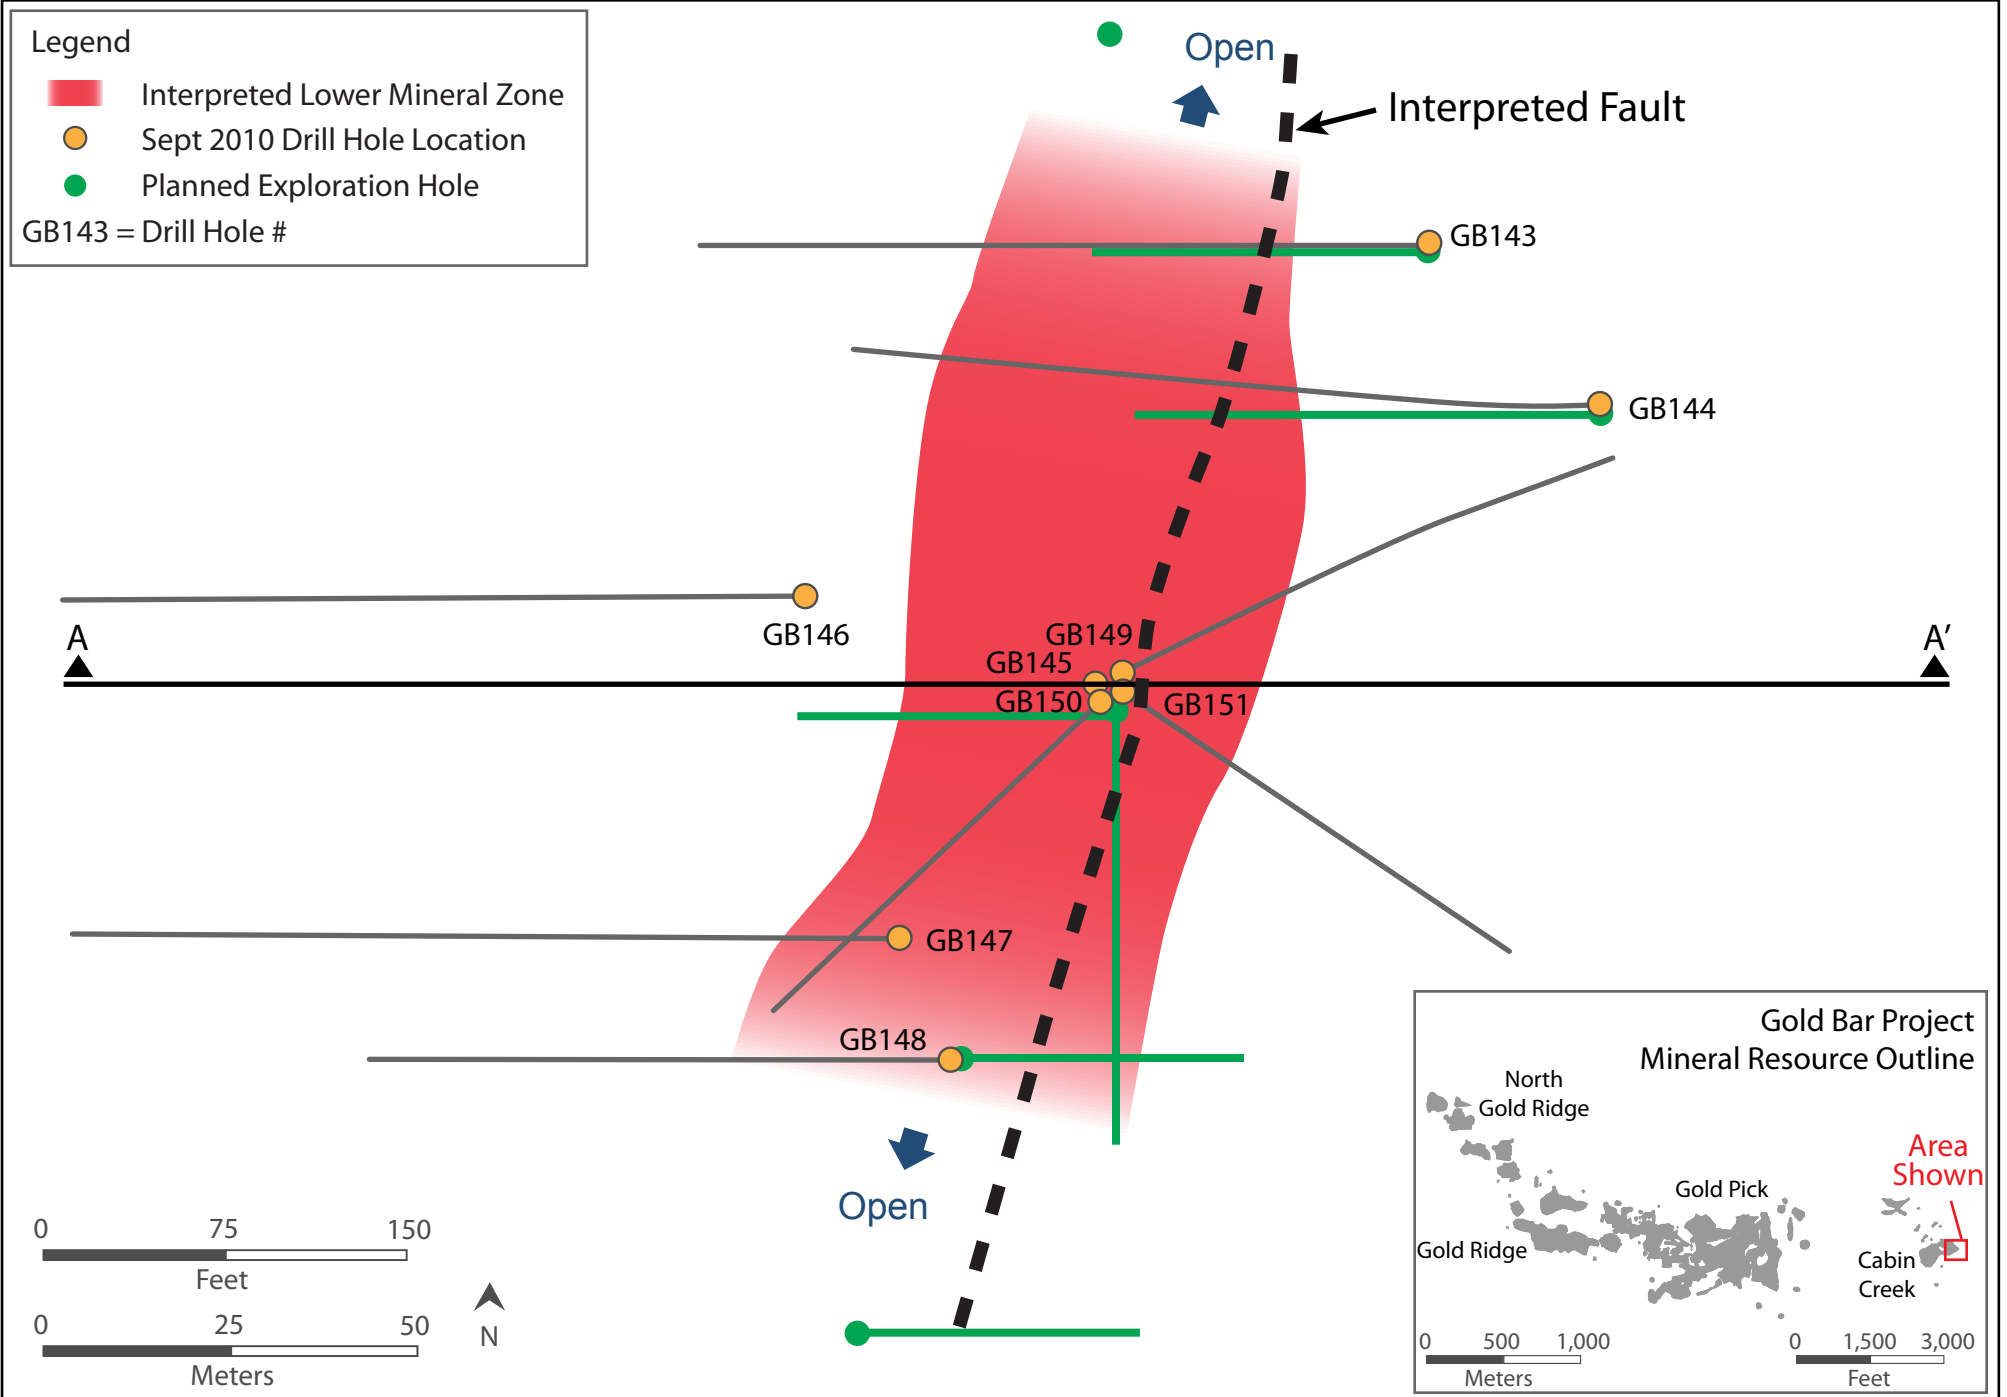 Legend
Interpreted Lower Mineral Zone
Sept 2010 Drill Hole Location
Planned Exploration Hole
GB143 = Drill Hole #
Open
Interpreted Fault
GB143
GB144
GB146
A
A′
GB149
GB145
GB150
GB151
GB147
GB148
Open
0 75 150
Feet
0 25 50
Meters
N
Gold Bar Project
Mineral Resource Outline
North
Gold Ridge
Area
Shown
Gold Pick
Gold Ridge
Cabin
Creek
0 500 1,000
Meters
0 1,500 3,000
Feet